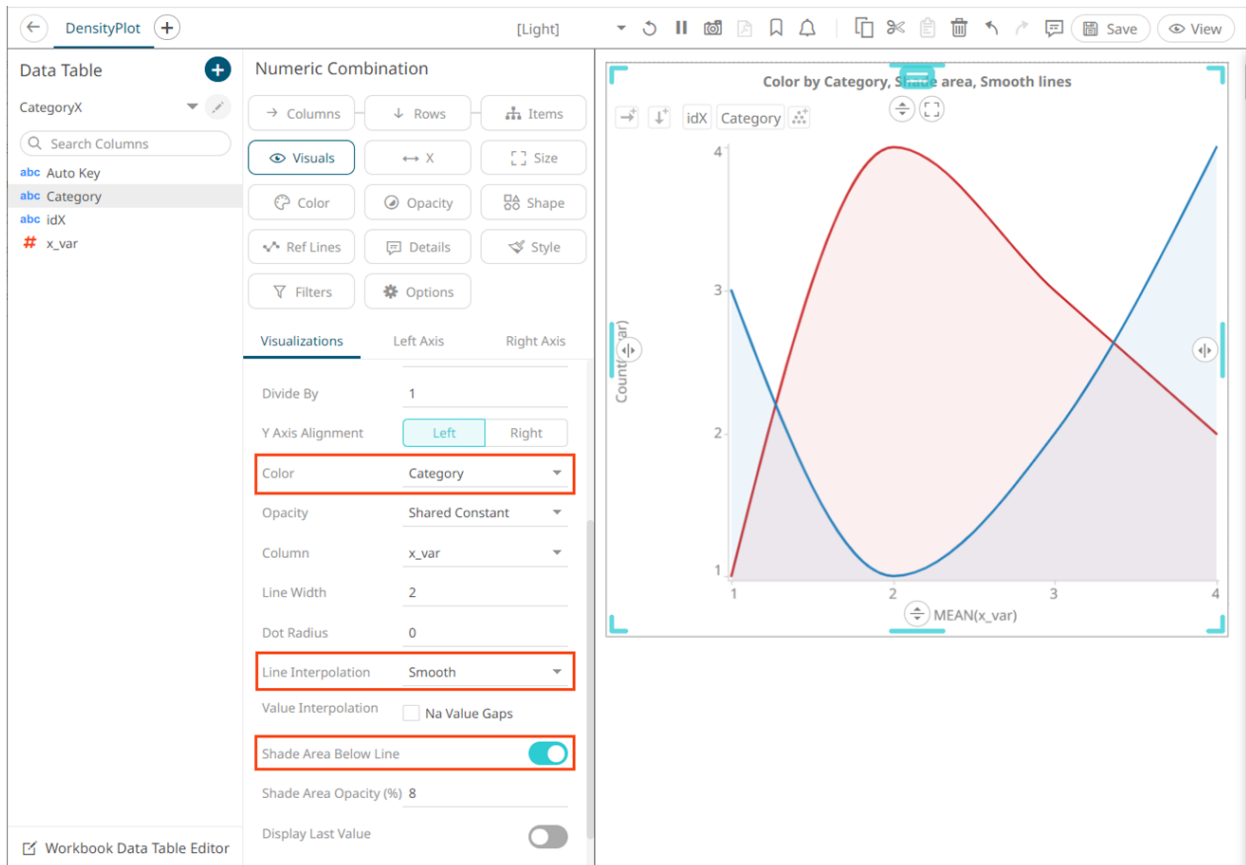 DensityPlot
[Light]
Save
View
Data Table
CategoryX
Search Columns
abc Auto Key
abc Category
abc idX
# x_var
Workbook Data Table Editor
Numeric Combination
Columns
Rows
Items
Visuals
X
Size
Color
Opacity
Shape
Ref Lines
Details
Style
Filters
Options
Visualizations
Left Axis
Right Axis
Divide By 1
Y Axis Alignment Left Right
Color Category
Opacity Shared Constant
Column x_var
Line Width 2
Dot Radius 0
Line Interpolation Smooth
Value Interpolation Na Value Gaps
Shade Area Below Line
Shade Area Opacity (%) 8
Display Last Value
Color by Category, Shade area, Smooth lines
idX Category
4
3
2
1
1 2 3 4
MEAN(x_var)